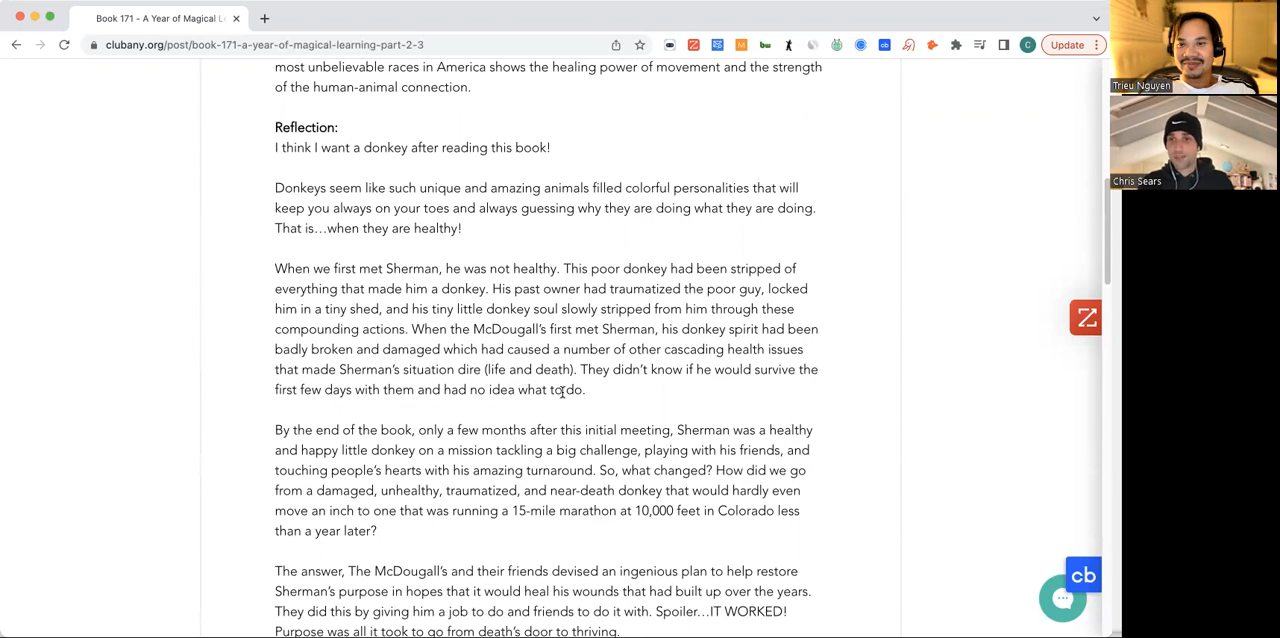 Book 171 - A Year of Magical L
clubany.org/post/book-171-a-year-of-magical-learning-part-2-3
C
Update
most unbelievable races in America shows the healing power of movement and the strength
of the human-animal connection.
Reflection:
I think I want a donkey after reading this book!
Donkeys seem like such unique and amazing animals filled colorful personalities that will
keep you always on your toes and always guessing why they are doing what they are doing.
That is…when they are healthy!
When we first met Sherman, he was not healthy. This poor donkey had been stripped of
everything that made him a donkey. His past owner had traumatized the poor guy, locked
him in a tiny shed, and his tiny little donkey soul slowly stripped from him through these
compounding actions. When the McDougall's first met Sherman, his donkey spirit had been
badly broken and damaged which had caused a number of other cascading health issues
that made Sherman's situation dire (life and death). They didn't know if he would survive the
first few days with them and had no idea what to do.
By the end of the book, only a few months after this initial meeting, Sherman was a healthy
and happy little donkey on a mission tackling a big challenge, playing with his friends, and
touching people's hearts with his amazing turnaround. So, what changed? How did we go
from a damaged, unhealthy, traumatized, and near-death donkey that would hardly even
move an inch to one that was running a 15-mile marathon at 10,000 feet in Colorado less
than a year later?
The answer, The McDougall's and their friends devised an ingenious plan to help restore
Sherman's purpose in hopes that it would heal his wounds that had built up over the years.
They did this by giving him a job to do and friends to do it with. Spoiler…IT WORKED!
Purpose was all it took to go from death's door to thriving.
cb
Trieu Nguyen
Chris Sears